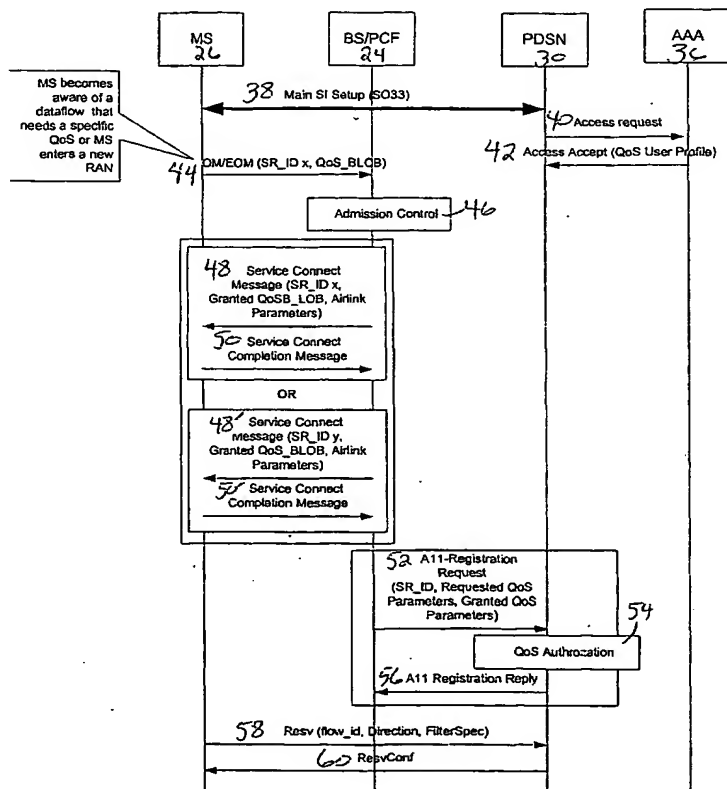 MS
26
BS/PCF
24
PDSN
30
AAA
36
MS becomes
aware of a
dataflow that
needs a specific
QoS or MS
enters a new
RAN
38 Main SI Setup (SO33)
40 Access request
42 Access Accept (QoS User Profile)
44 OM/EOM (SR_ID x, QoS_BLOB)
Admission Control
46
48 Service Connect
Message (SR_ID x,
Granted QoSB_LOB, Airlink
Parameters)
50 Service Connect
Completion Message
OR
48' Service Connect
Message (SR_ID y,
Granted QoS_BLOB, Airlink
Parameters)
50' Service Connect
Completion Message
52 A11-Registration
Request
(SR_ID, Requested QoS
Parameters, Granted QoS
Parameters)
54
QoS Authrozation
56 A11 Registration Reply
58 Resv (flow_id, Direction, FilterSpec)
60 ResvConf